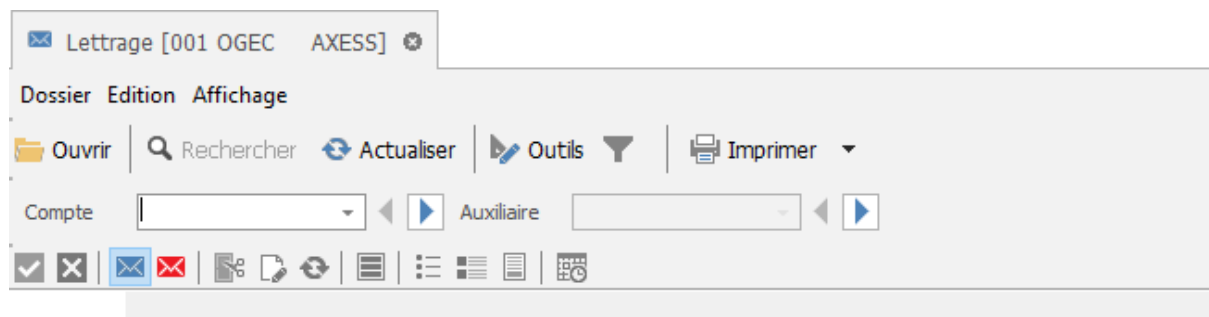 Lettrage [001 OGEC AXESS]
Dossier Edition Affichage
Ouvrir Rechercher Actualiser Outils Imprimer
Compte Auxiliaire